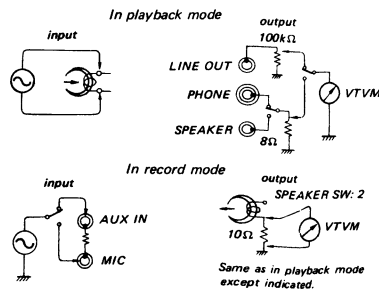 In playback mode
input
output
100kΩ
LINE OUT
PHONE
SPEAKER
8Ω
VTVM
In record mode
input
AUX IN
MIC
output
SPEAKER SW: 2
10Ω
VTVM
Same as in playback mode
except indicated.